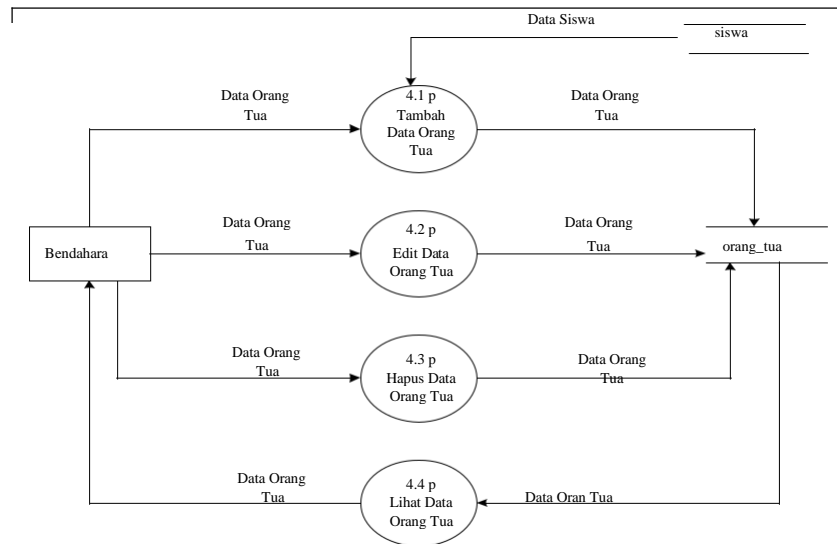 Data Siswa
siswa
Data Orang
Tua
4.1 p
Tambah
Data Orang
Tua
Data Orang
Tua
Bendahara
Data Orang
Tua
4.2 p
Edit Data
Orang Tua
Data Orang
Tua
orang_tua
Data Orang
Tua
4.3 p
Hapus Data
Orang Tua
Data Orang
Tua
Data Orang
Tua
4.4 p
Lihat Data
Orang Tua
Data Oran Tua